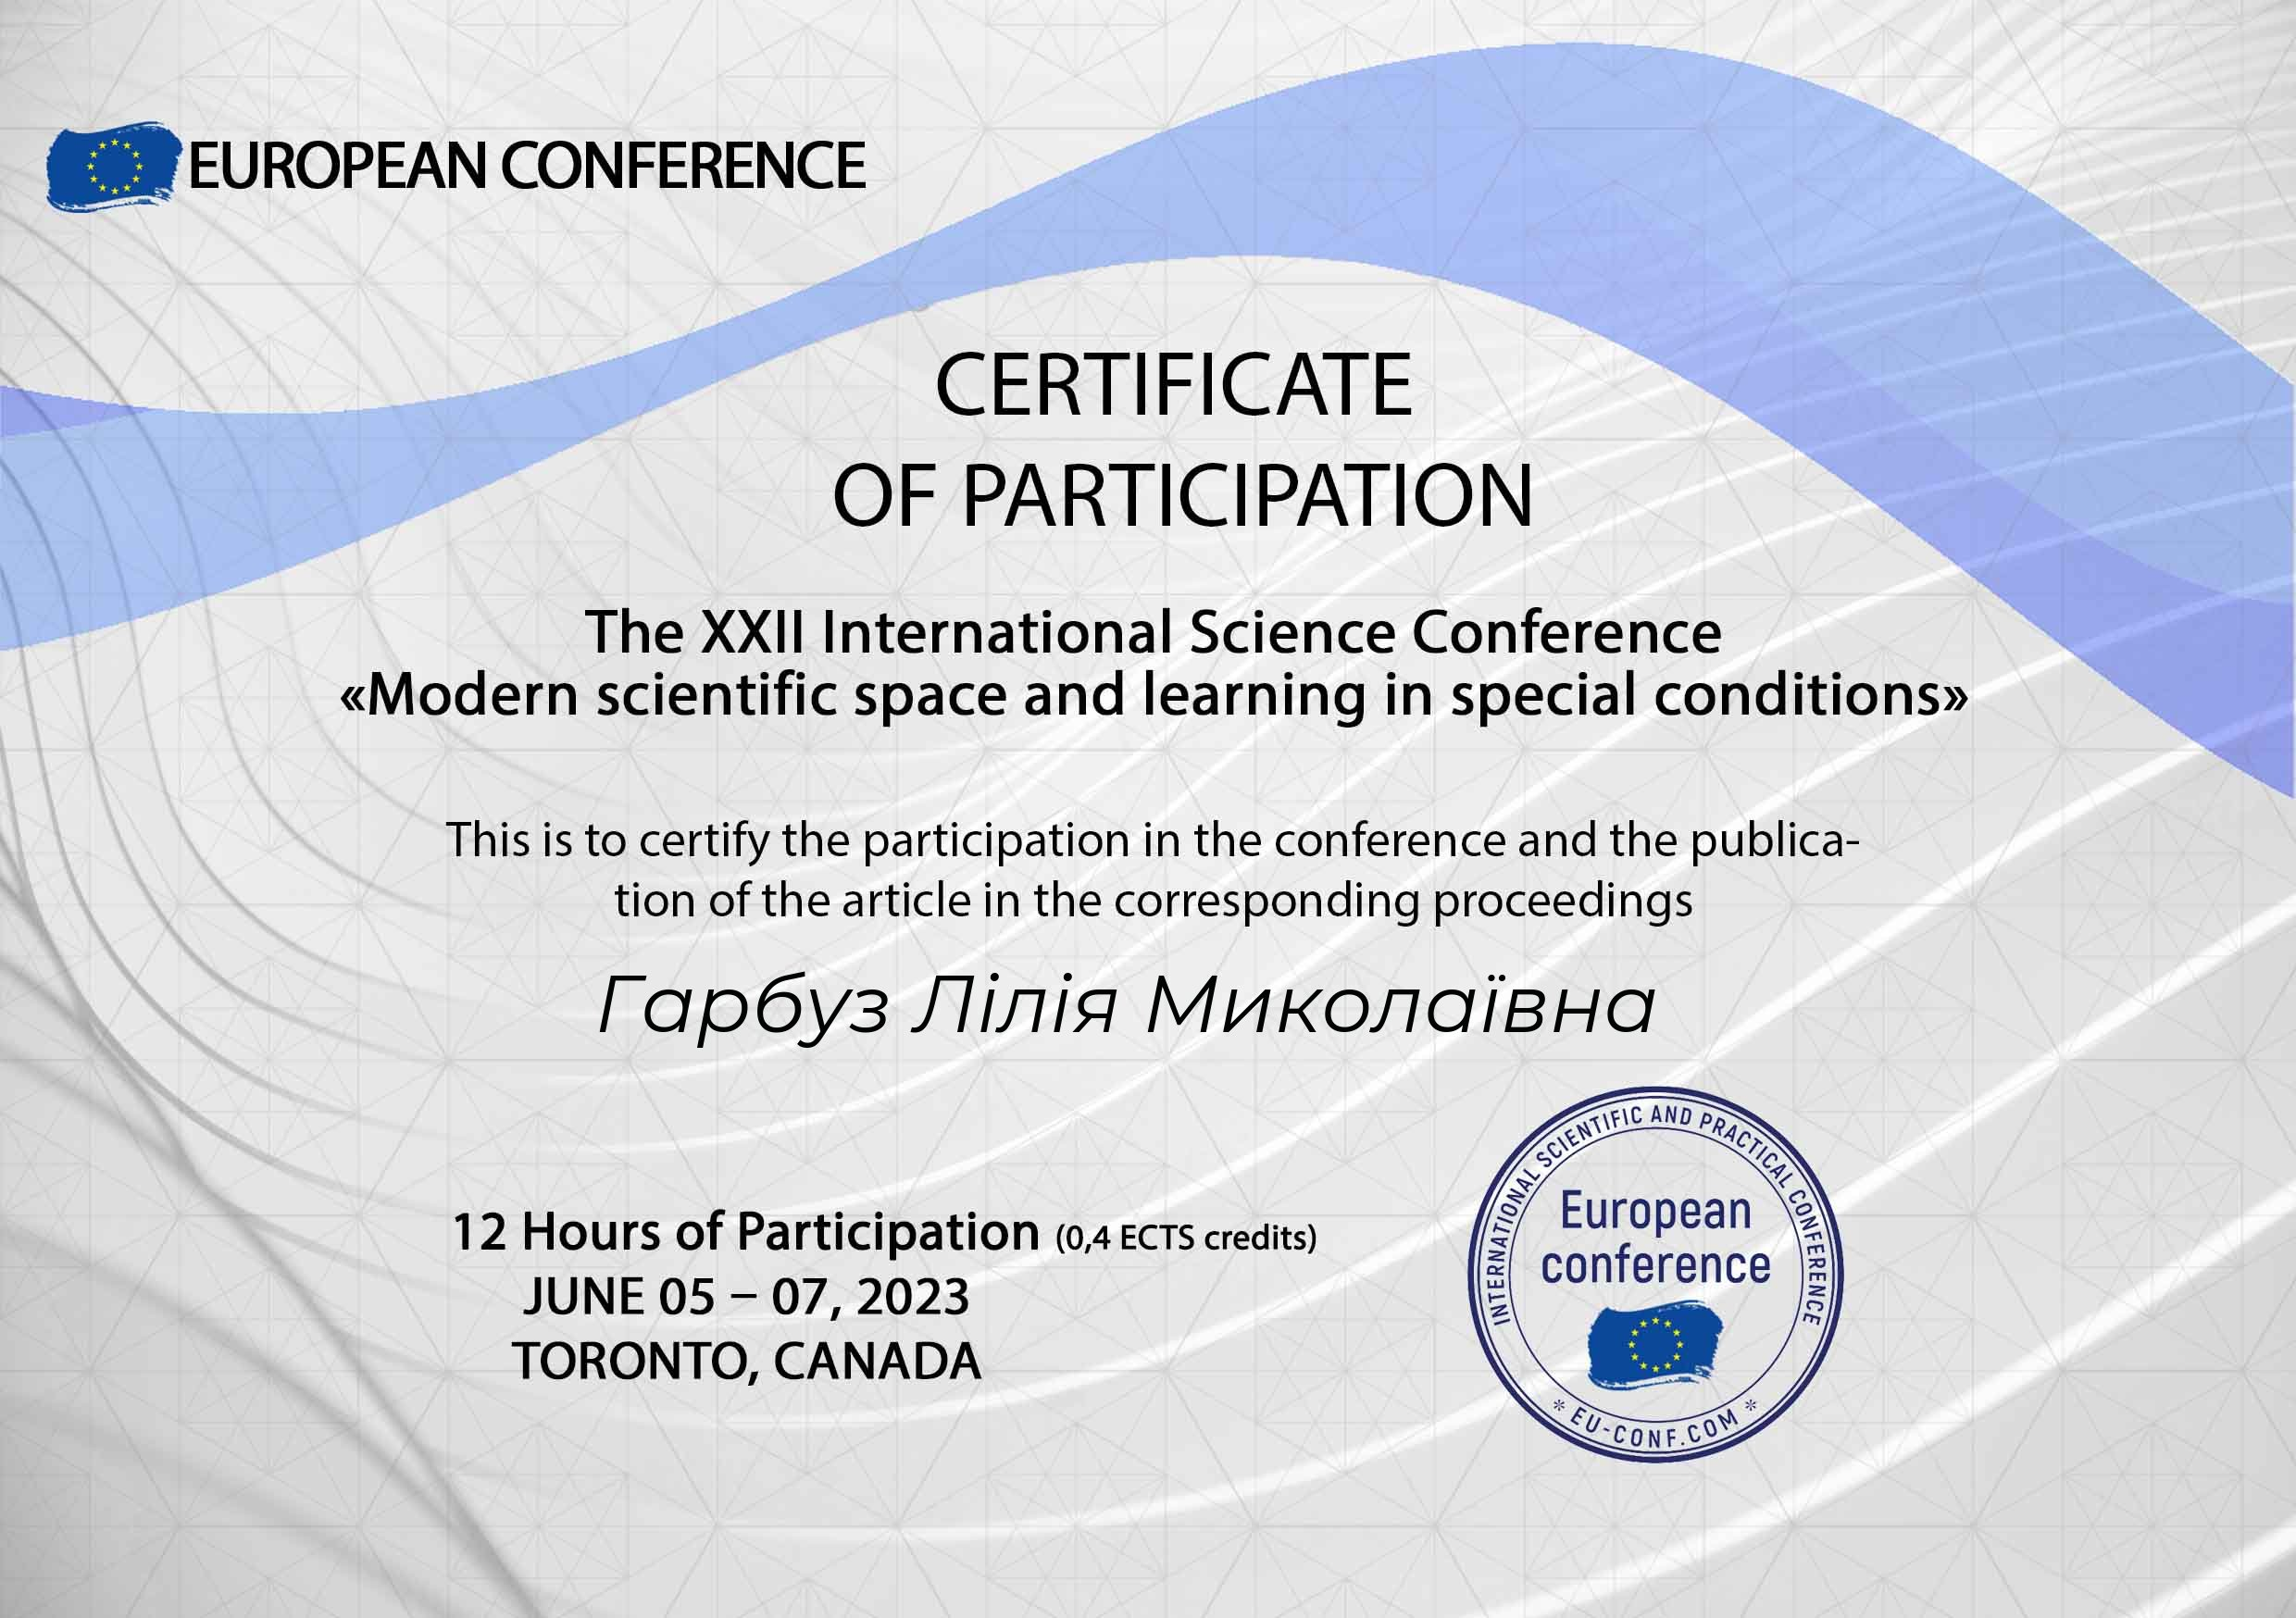 EUROPEAN CONFERENCE
CERTIFICATE
OF PARTICIPATION
The XXII International Science Conference
«Modern scientific space and learning in special conditions»
This is to certify the participation in the conference and the publica-
tion of the article in the corresponding proceedings
Гарбуз Лілія Миколаївна
12 Hours of Participation (0,4 ECTS credits)
JUNE 05 – 07, 2023
TORONTO, CANADA
INTERNATIONAL SCIENTIFIC AND PRACTICAL CONFERENCE
European
conference
* EU-CONF.COM *